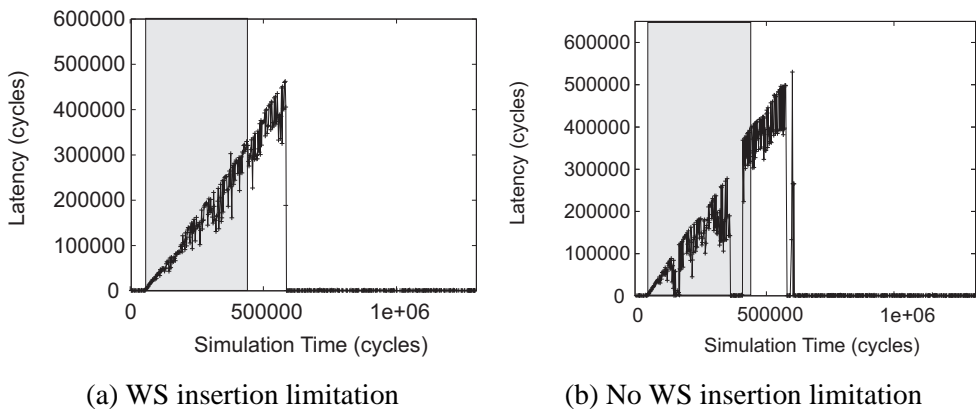 600000
500000
400000
300000
200000
100000
0
Latency (cycles)
0
500000
1e+06
Simulation Time (cycles)
(a) WS insertion limitation
600000
500000
400000
300000
200000
100000
0
Latency (cycles)
0
500000
1e+06
Simulation Time (cycles)
(b) No WS insertion limitation